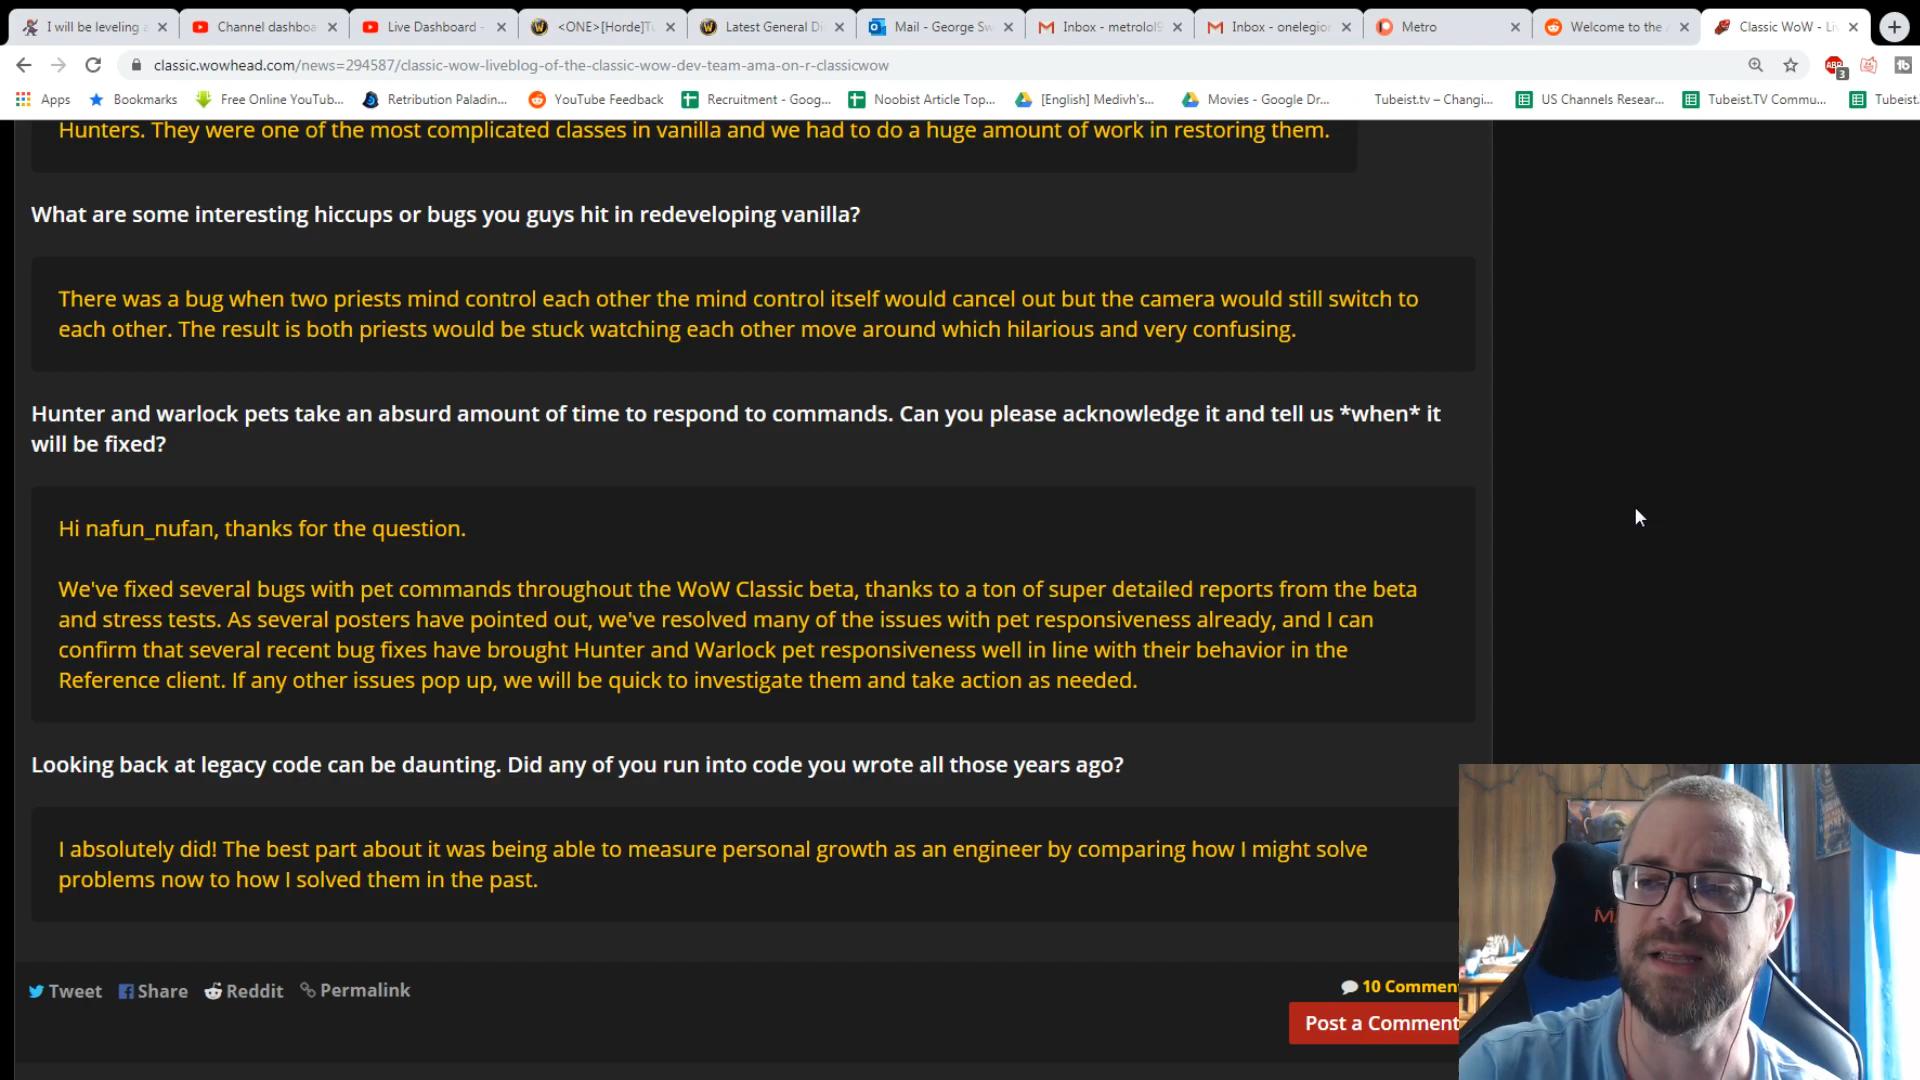 I will be leveling a
Channel dashboa
Live Dashboard -
<ONE>[Horde]Tu
Latest General Di
Mail - George Sw
Inbox - metrolol9
Inbox - onelegion
Metro
Welcome to the A
Classic WoW - Li
classic.wowhead.com/news=294587/classic-wow-liveblog-of-the-classic-wow-dev-team-ama-on-r-classicwow
ABP
3
tb
Apps
Bookmarks
Free Online YouTub...
Retribution Paladin...
YouTube Feedback
Recruitment - Goog...
Noobist Article Top...
[English] Medivh's...
Movies - Google Dr...
Tubeist.tv – Changi...
US Channels Resear...
Tubeist.TV Commu...
Tubeist.
Hunters. They were one of the most complicated classes in vanilla and we had to do a huge amount of work in restoring them.
What are some interesting hiccups or bugs you guys hit in redeveloping vanilla?
There was a bug when two priests mind control each other the mind control itself would cancel out but the camera would still switch to
each other. The result is both priests would be stuck watching each other move around which hilarious and very confusing.
Hunter and warlock pets take an absurd amount of time to respond to commands. Can you please acknowledge it and tell us *when* it
will be fixed?
Hi nafun_nufan, thanks for the question.
We've fixed several bugs with pet commands throughout the WoW Classic beta, thanks to a ton of super detailed reports from the beta
and stress tests. As several posters have pointed out, we've resolved many of the issues with pet responsiveness already, and I can
confirm that several recent bug fixes have brought Hunter and Warlock pet responsiveness well in line with their behavior in the
Reference client. If any other issues pop up, we will be quick to investigate them and take action as needed.
Looking back at legacy code can be daunting. Did any of you run into code you wrote all those years ago?
I absolutely did! The best part about it was being able to measure personal growth as an engineer by comparing how I might solve
problems now to how I solved them in the past.
Tweet
Share
Reddit
Permalink
10 Commen
Post a Comment